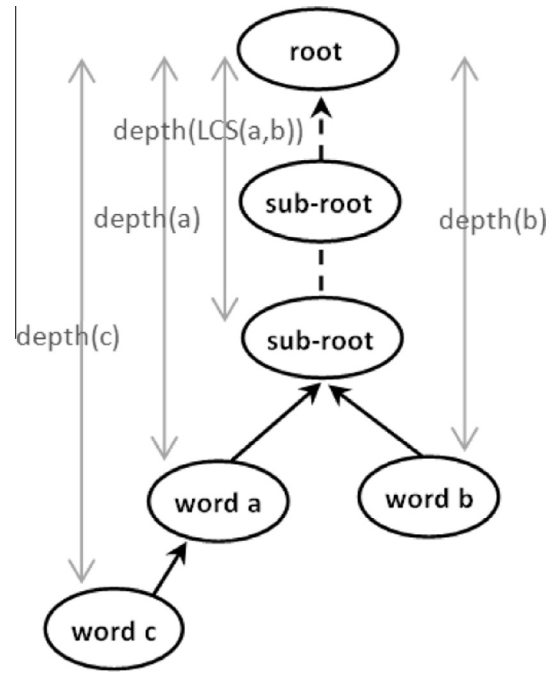 root
depth(LCS(a,b))
sub-root
depth(a)
depth(b)
depth(c)
sub-root
word a
word b
word c